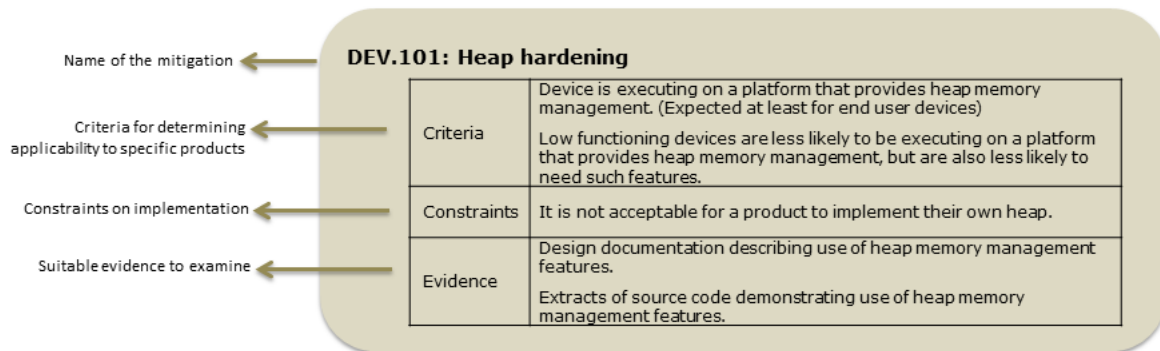 DEV.101: Heap hardening
Name of the mitigation
Criteria for determining
applicability to specific products
Criteria
Device is executing on a platform that provides heap memory
management. (Expected at least for end user devices)
Low functioning devices are less likely to be executing on a platform
that provides heap memory management, but are also less likely to
need such features.
Constraints on implementation
Constraints
It is not acceptable for a product to implement their own heap.
Suitable evidence to examine
Evidence
Design documentation describing use of heap memory management
features.
Extracts of source code demonstrating use of heap memory
management features.